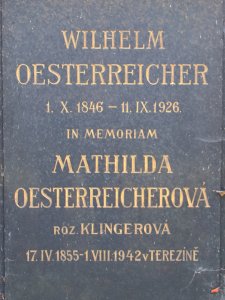 WILHELM
OESTERREICHER
1. X. 1846 – 11. IX. 1926.
IN MEMORIAM
MATHILDA
OESTERREICHEROVÁ
ROZ. KLINGEROVÁ
17. IV. 1855-1. VIII. 1942 V TEREZÍNĚ